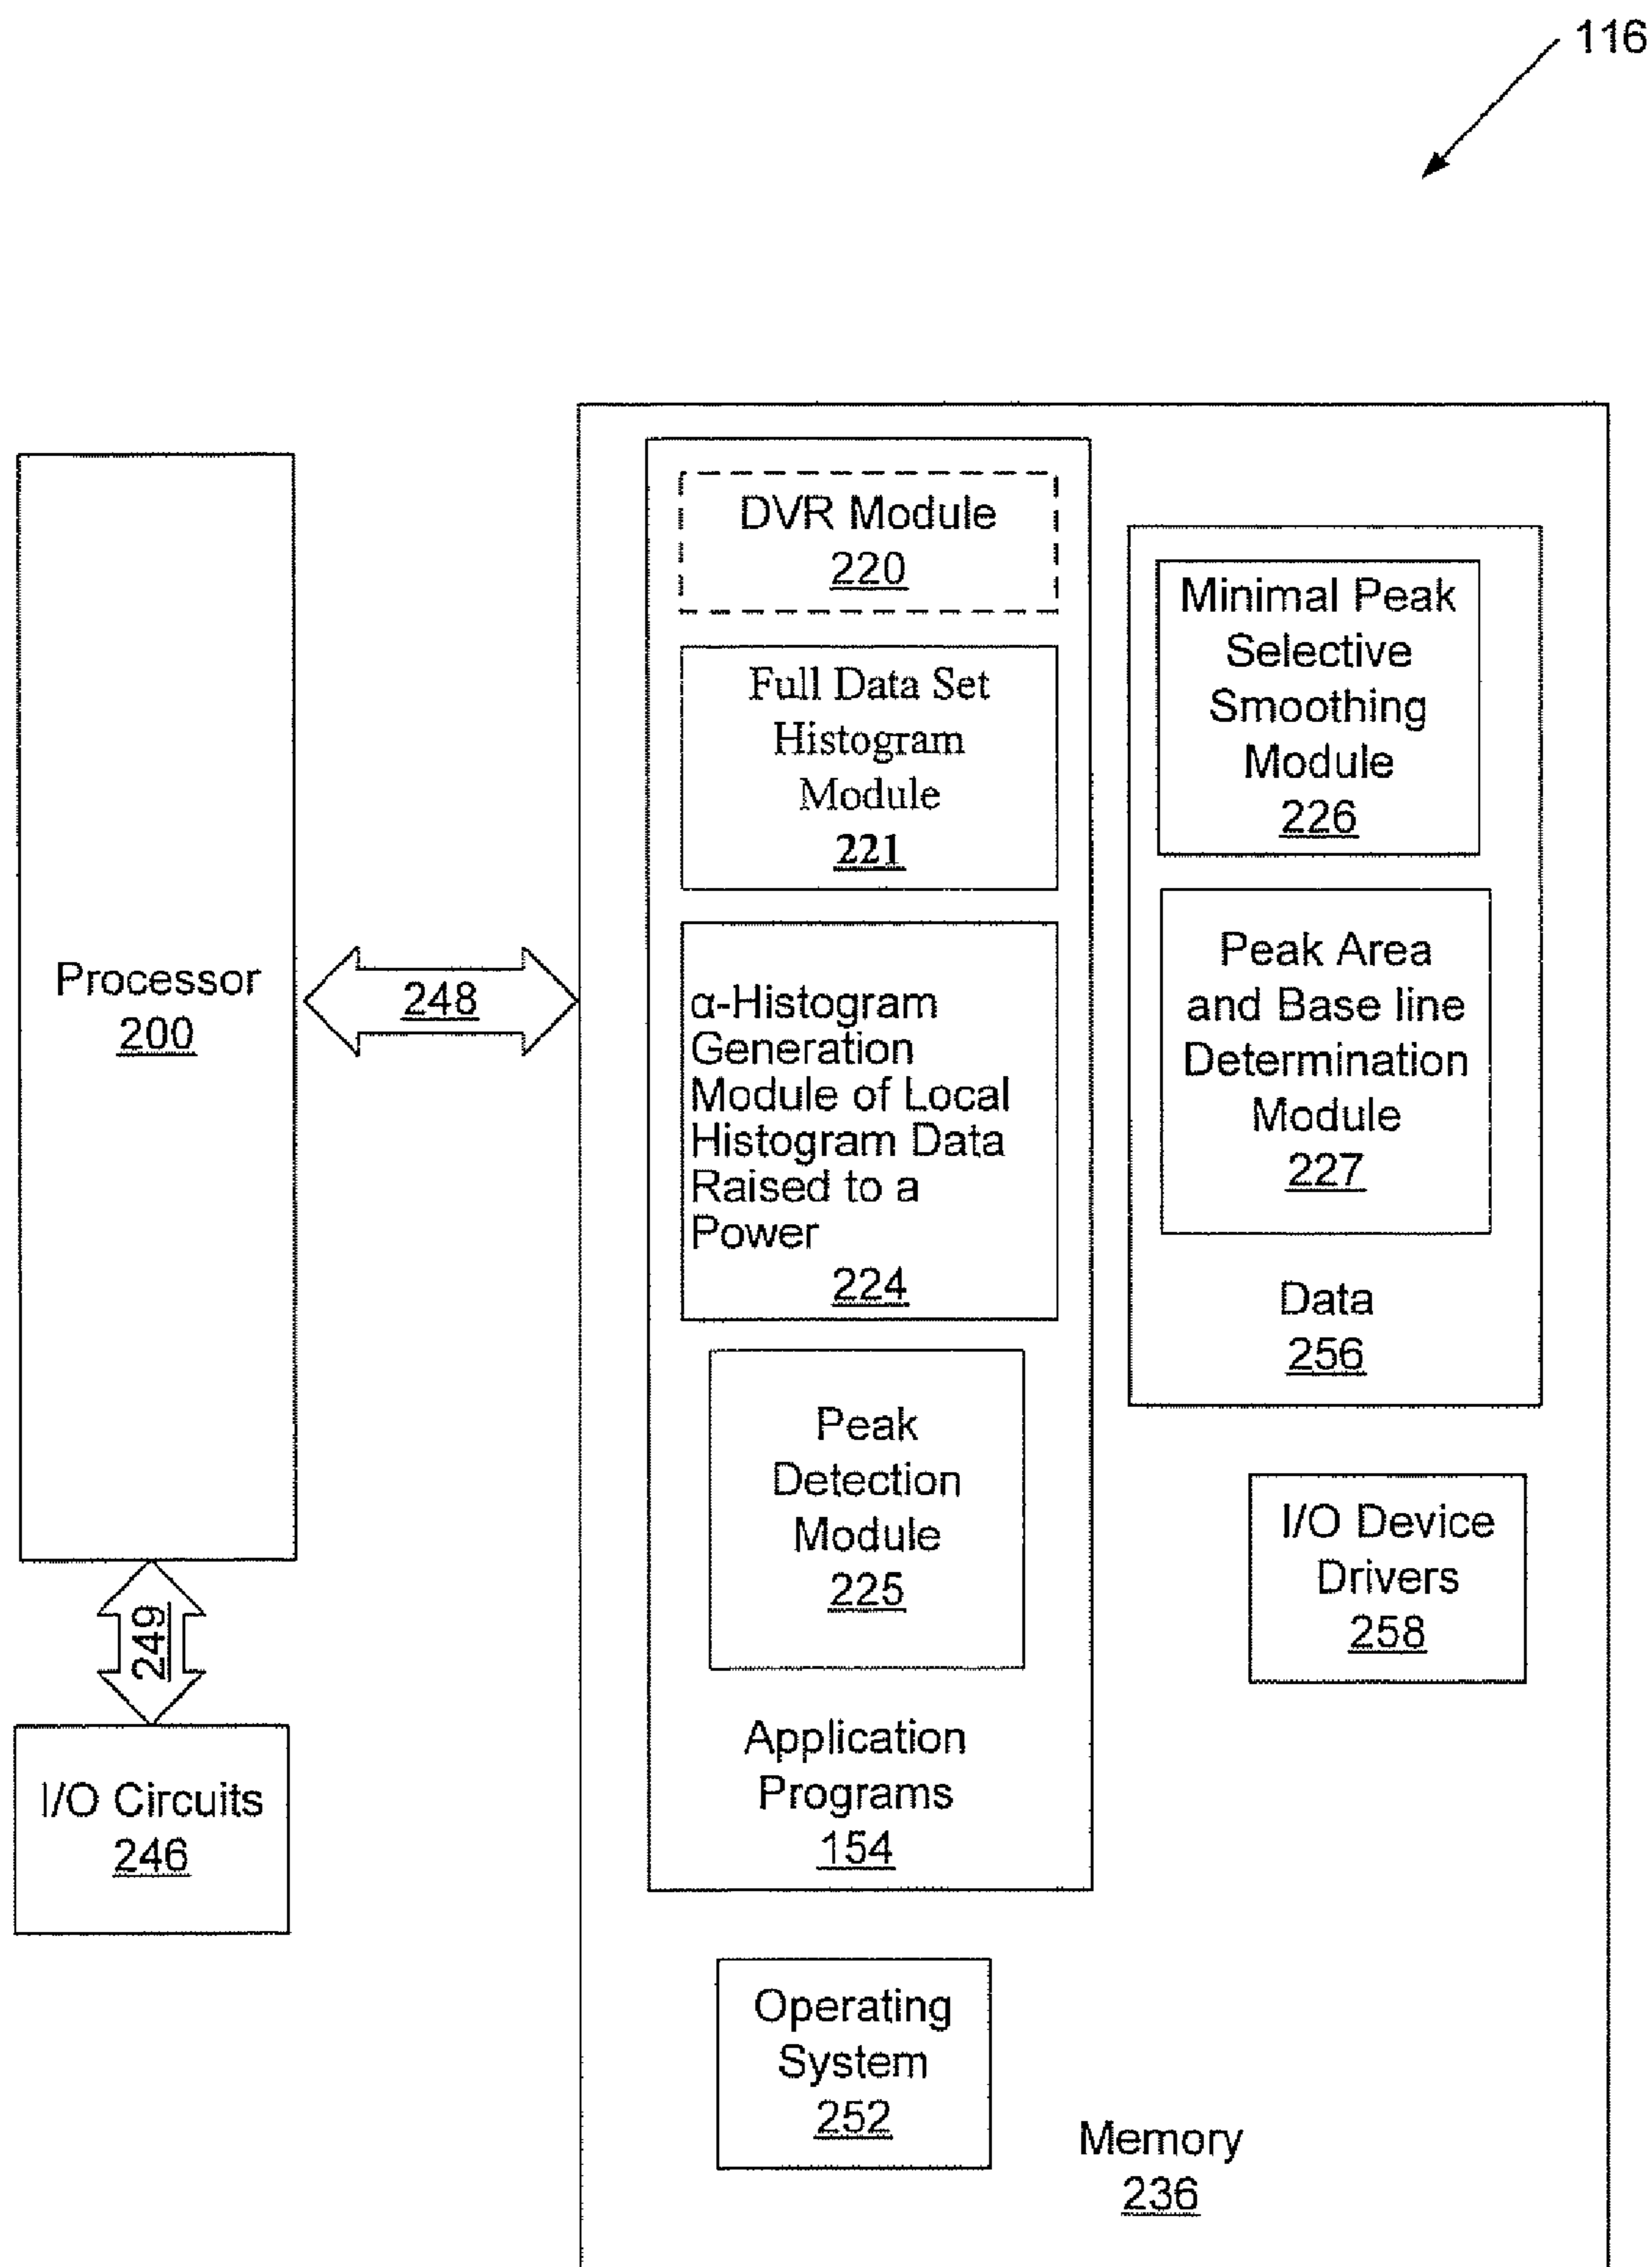 116
Processor
200
248
249
I/O Circuits
246
DVR Module
220
Full Data Set
Histogram
Module
221
α-Histogram
Generation
Module of Local
Histogram Data
Raised to a
Power
224
Peak
Detection
Module
225
Application
Programs
154
Minimal Peak
Selective
Smoothing
Module
226
Peak Area
and Base line
Determination
Module
227
Data
256
I/O Device
Drivers
258
Operating
System
252
Memory
236